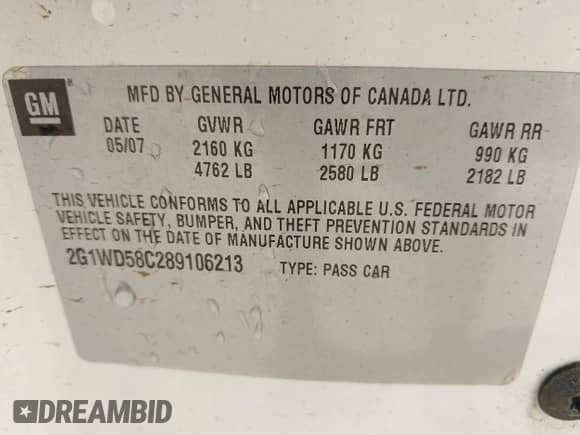 GM
MFD BY GENERAL MOTORS OF CANADA LTD.
DATE GVWR GAWR FRT GAWR RR
05/07 2160 KG 1170 KG 990 KG
4762 LB 2580 LB 2182 LB
THIS VEHICLE CONFORMS TO ALL APPLICABLE U.S. FEDERAL MOTOR
VEHICLE SAFETY, BUMPER, AND THEFT PREVENTION STANDARDS IN
EFFECT ON THE DATE OF MANUFACTURE SHOWN ABOVE.
2G1WD58C289106213 TYPE: PASS CAR
DREAMBID